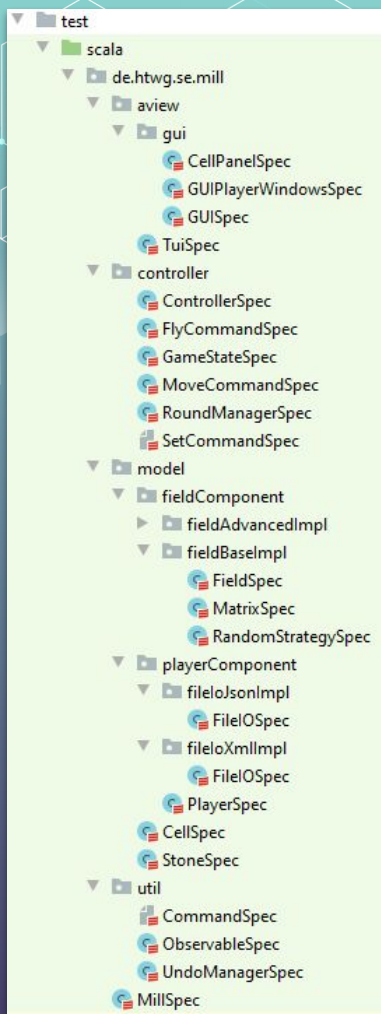 test
scala
de.htwg.se.mill
aview
gui
CellPanelSpec
GUIPlayerWindowsSpec
GUISpec
TuiSpec
controller
ControllerSpec
FlyCommandSpec
GameStateSpec
MoveCommandSpec
RoundManagerSpec
SetCommandSpec
model
fieldComponent
fieldAdvancedImpl
fieldBaseImpl
FieldSpec
MatrixSpec
RandomStrategySpec
playerComponent
fileIoJsonImpl
FileIOSpec
fileIoXmlImpl
FileIOSpec
PlayerSpec
CellSpec
StoneSpec
util
CommandSpec
ObservableSpec
UndoManagerSpec
MillSpec